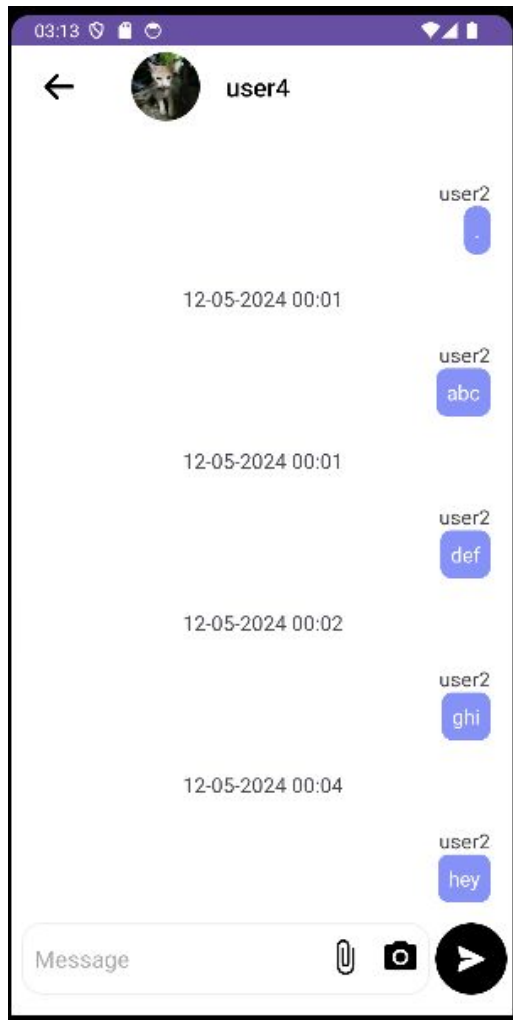 03:13
user4
user2
.
12-05-2024 00:01
user2
abc
12-05-2024 00:01
user2
def
12-05-2024 00:02
user2
ghi
12-05-2024 00:04
user2
hey
Message